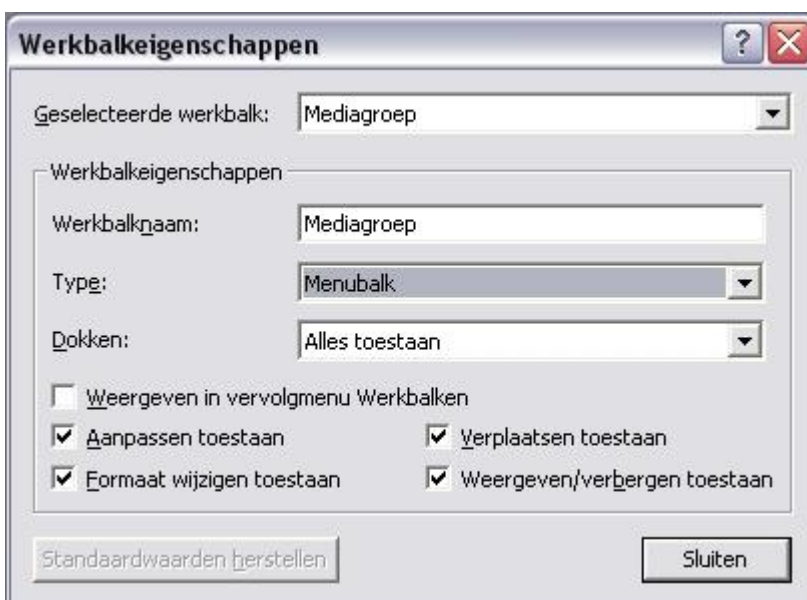 Werkbalkeigenschappen
Geselecteerde werkbalk: Mediagroep
Werkbalkeigenschappen
Werkbalknaam: Mediagroep
Type: Menubalk
Dokken: Alles toestaan
Weergeven in vervolgmenu Werkbalken
Aanpassen toestaan Verplaatsen toestaan
Formaat wijzigen toestaan Weergeven/verbergen toestaan
Standaardwaarden herstellen Sluiten